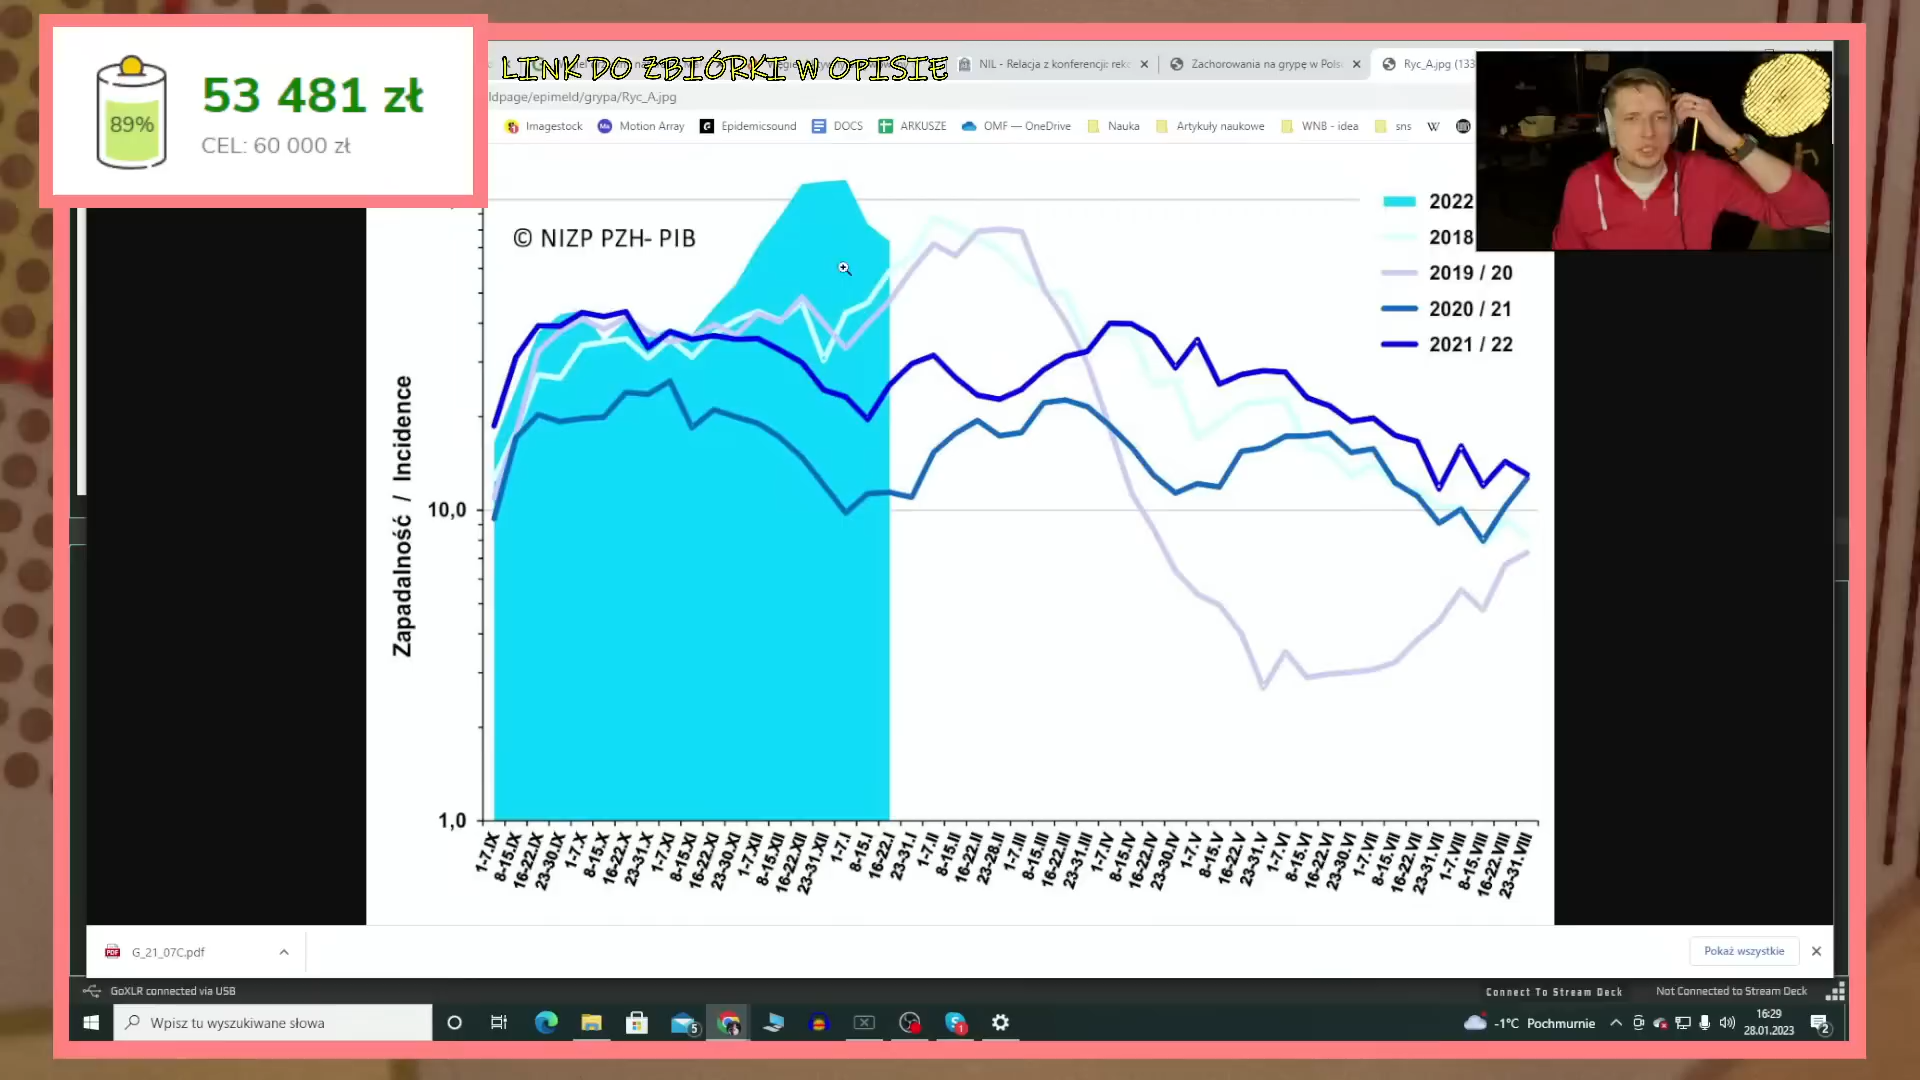 53 481 zł
89%
CEL: 60 000 zł
LINK DO ZBIÓRKI W OPISIE
NIL - Relacja z konferencji: reko
Zachorowania na grypę w Pols
Ryc_A.jpg (133
ldpage/epimeld/grypa/Ryc_A.jpg
Imagestock
Motion Array
Epidemicsound
DOCS
ARKUSZE
OMF — OneDrive
Nauka
Artykuły naukowe
WNB - idea
sns
© NIZP PZH- PIB
2022
2018
2019 / 20
2020 / 21
2021 / 22
Zapadalność / Incidence
10,0
1,0
1-7.IX
8-15.IX
16-22.IX
23-30.IX
1-7.X
8-15.X
16-22.X
23-31.X
1-7.XI
8-15.XI
16-22.XI
23-30.XI
1-7.XII
8-15.XII
16-22.XII
23-31.XII
1-7.I
8-15.I
16-22.I
23-31.I
1-7.II
8-15.II
16-22.II
23-28.II
1-7.III
8-15.III
16-22.III
23-31.III
1-7.IV
8-15.IV
16-22.IV
23-30.IV
1-7.V
8-15.V
16-22.V
23-31.V
1-7.VI
8-15.VI
16-22.VI
23-30.VI
1-7.VII
8-15.VII
16-22.VII
23-31.VII
1-7.VIII
8-15.VIII
16-22.VIII
23-31.VIII
G_21_07C.pdf
Pokaż wszystkie
GoXLR connected via USB
Connect To Stream Deck
Not Connected to Stream Deck
Wpisz tu wyszukiwane słowa
5
1
-1°C Pochmurnie
16:29
28.01.2023
2